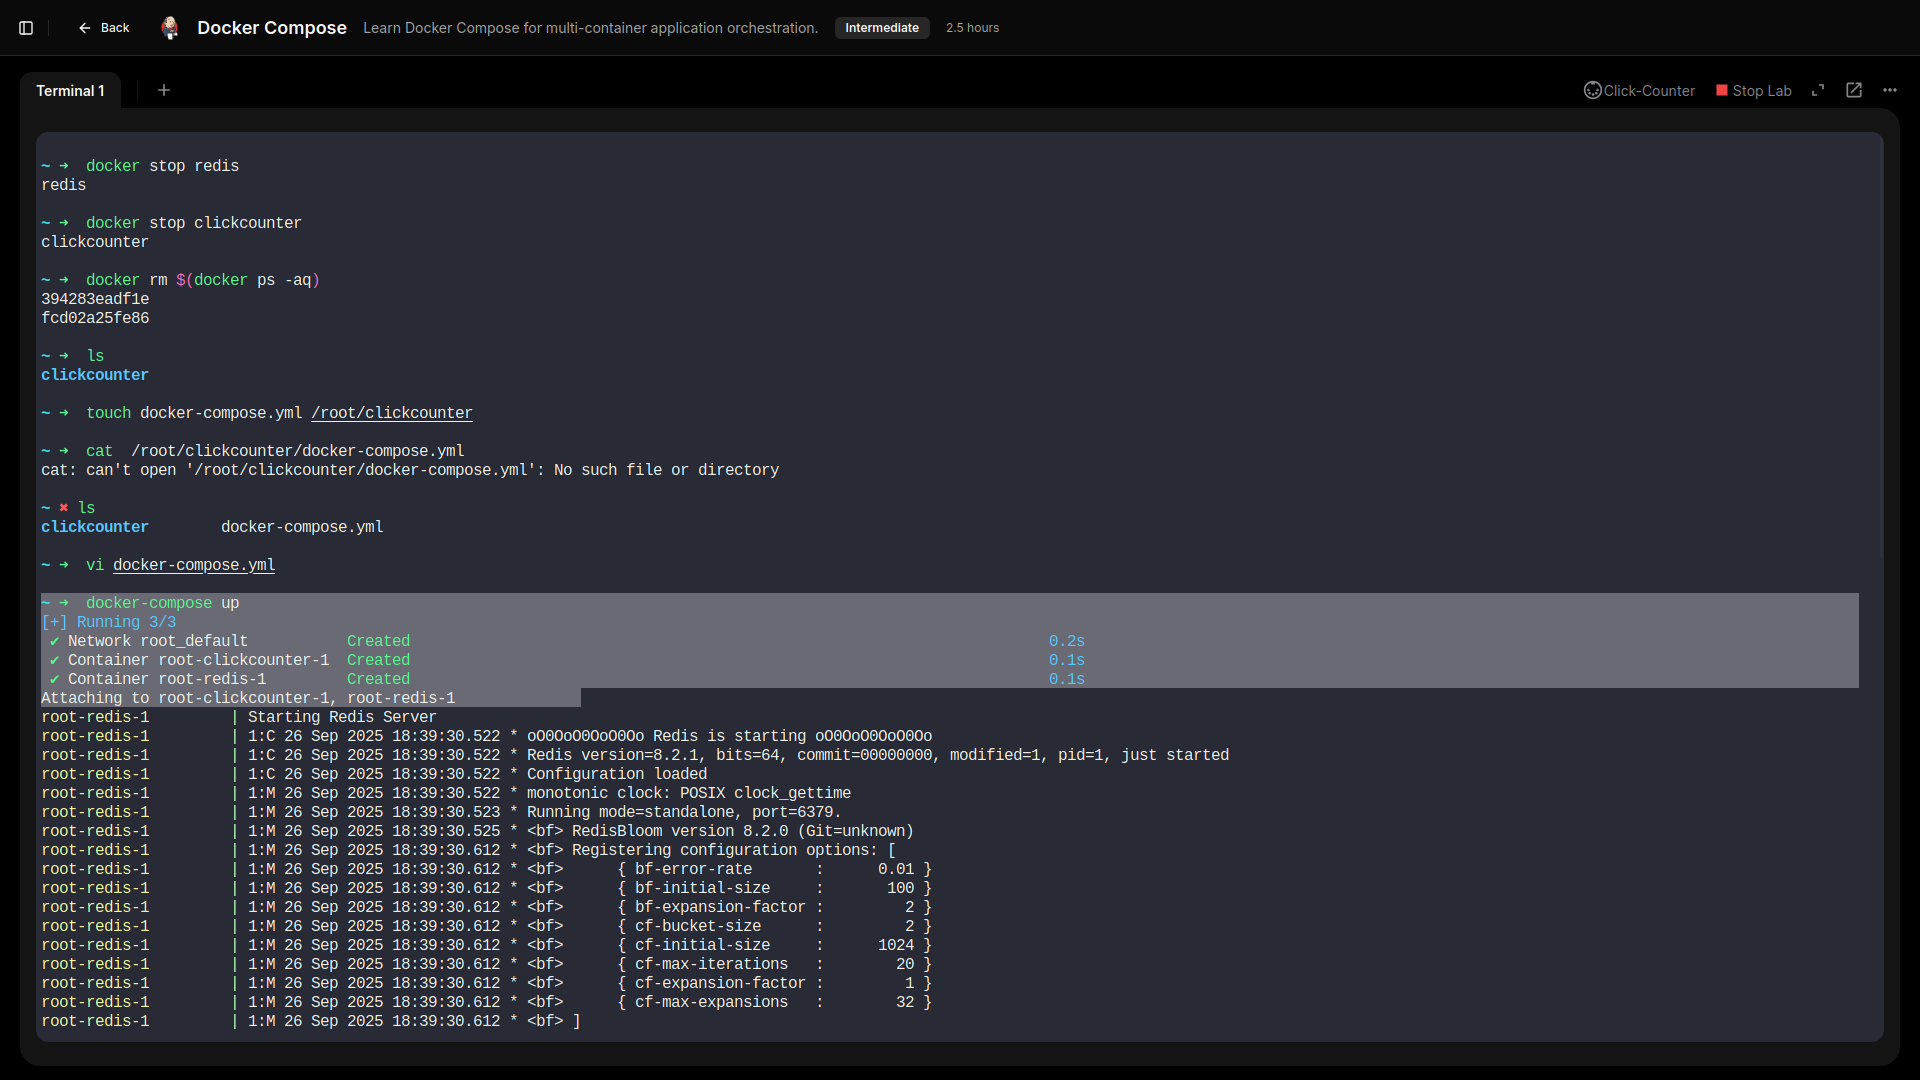 Back
Docker Compose Learn Docker Compose for multi-container application orchestration. Intermediate 2.5 hours
Terminal 1 + Click-Counter Stop Lab
~ ➜ docker stop redis
redis
~ ➜ docker stop clickcounter
clickcounter
~ ➜ docker rm $(docker ps -aq)
394283eadf1e
fcd02a25fe86
~ ➜ ls
clickcounter
~ ➜ touch docker-compose.yml /root/clickcounter
~ ➜ cat  /root/clickcounter/docker-compose.yml
cat: can't open '/root/clickcounter/docker-compose.yml': No such file or directory
~ ✖ ls
clickcounter        docker-compose.yml
~ ➜ vi docker-compose.yml
~ ➜ docker-compose up
[+] Running 3/3
 ✔ Network root_default           Created 0.2s
 ✔ Container root-clickcounter-1  Created 0.1s
 ✔ Container root-redis-1         Created 0.1s
Attaching to root-clickcounter-1, root-redis-1
root-redis-1         | Starting Redis Server
root-redis-1         | 1:C 26 Sep 2025 18:39:30.522 * oO0OoO0OoO0Oo Redis is starting oO0OoO0OoO0Oo
root-redis-1         | 1:C 26 Sep 2025 18:39:30.522 * Redis version=8.2.1, bits=64, commit=00000000, modified=1, pid=1, just started
root-redis-1         | 1:C 26 Sep 2025 18:39:30.522 * Configuration loaded
root-redis-1         | 1:M 26 Sep 2025 18:39:30.522 * monotonic clock: POSIX clock_gettime
root-redis-1         | 1:M 26 Sep 2025 18:39:30.523 * Running mode=standalone, port=6379.
root-redis-1         | 1:M 26 Sep 2025 18:39:30.525 * <bf> RedisBloom version 8.2.0 (Git=unknown)
root-redis-1         | 1:M 26 Sep 2025 18:39:30.612 * <bf> Registering configuration options: [
root-redis-1         | 1:M 26 Sep 2025 18:39:30.612 * <bf>      { bf-error-rate       :      0.01 }
root-redis-1         | 1:M 26 Sep 2025 18:39:30.612 * <bf>      { bf-initial-size     :       100 }
root-redis-1         | 1:M 26 Sep 2025 18:39:30.612 * <bf>      { bf-expansion-factor :         2 }
root-redis-1         | 1:M 26 Sep 2025 18:39:30.612 * <bf>      { cf-bucket-size      :         2 }
root-redis-1         | 1:M 26 Sep 2025 18:39:30.612 * <bf>      { cf-initial-size     :      1024 }
root-redis-1         | 1:M 26 Sep 2025 18:39:30.612 * <bf>      { cf-max-iterations   :        20 }
root-redis-1         | 1:M 26 Sep 2025 18:39:30.612 * <bf>      { cf-expansion-factor :         1 }
root-redis-1         | 1:M 26 Sep 2025 18:39:30.612 * <bf>      { cf-max-expansions   :        32 }
root-redis-1         | 1:M 26 Sep 2025 18:39:30.612 * <bf> ]